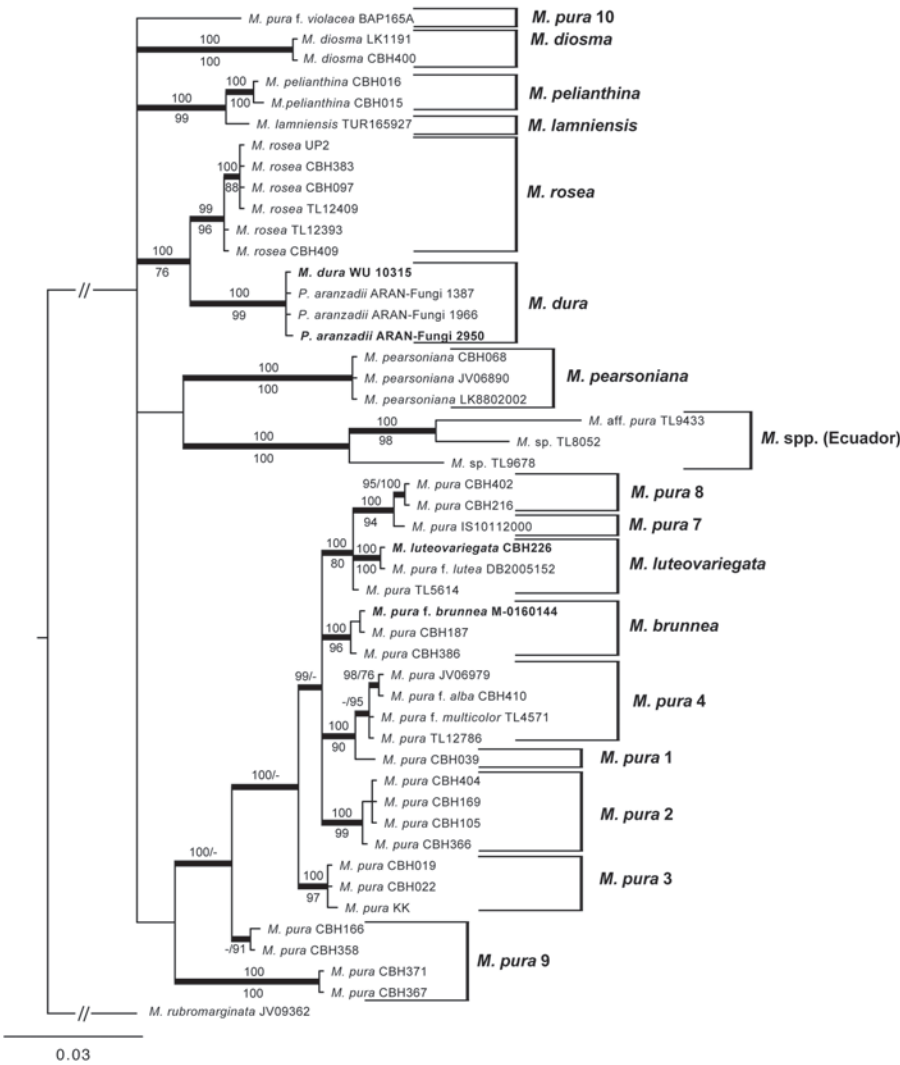 M. pura f. violacea BAP165A
M. pura 10
100
M. diosma LK1191
M. diosma
100
M. diosma CBH400
100
M. pelianthina CBH016
M. pelianthina
100
100
M.pelianthina CBH015
99
M. lamniensis TUR165927
M. lamniensis
M. rosea UP2
100
M. rosea CBH383
88
M. rosea CBH097
M. rosea
99
M. rosea TL12409
96
M. rosea TL12393
100
M. rosea CBH409
76
M. dura WU 10315
//
100
P. aranzadii ARAN-Fungi 1387
M. dura
99
P. aranzadii ARAN-Fungi 1966
P. aranzadii ARAN-Fungi 2950
M. pearsoniana CBH068
100
M. pearsoniana JV06890
M. pearsoniana
100
M. pearsoniana LK8802002
100
M. aff. pura TL9433
98
M. sp. TL8052
M. spp. (Ecuador)
100
100
M. sp. TL9678
95/100
M. pura CBH402
M. pura 8
100
M. pura CBH216
94
M. pura IS10112000
M. pura 7
100
100
M. luteovariegata CBH226
M. luteovariegata
80
100
M. pura f. lutea DB2005152
M. pura TL5614
M. pura f. brunnea M-0160144
100
M. pura CBH187
M. brunnea
96
M. pura CBH386
99/-
98/76
M. pura JV06979
-/95
M. pura f. alba CBH410
M. pura 4
M. pura f. multicolor TL4571
100
M. pura TL12786
90
M. pura CBH039
M. pura 1
100/-
M. pura CBH404
M. pura CBH169
M. pura 2
100
M. pura CBH105
99
M. pura CBH366
100/-
M. pura CBH019
100
M. pura CBH022
M. pura 3
97
M. pura KK
M. pura CBH166
-/91
M. pura CBH358
M. pura 9
100
M. pura CBH371
100
M. pura CBH367
//
M. rubromarginata JV09362
0.03